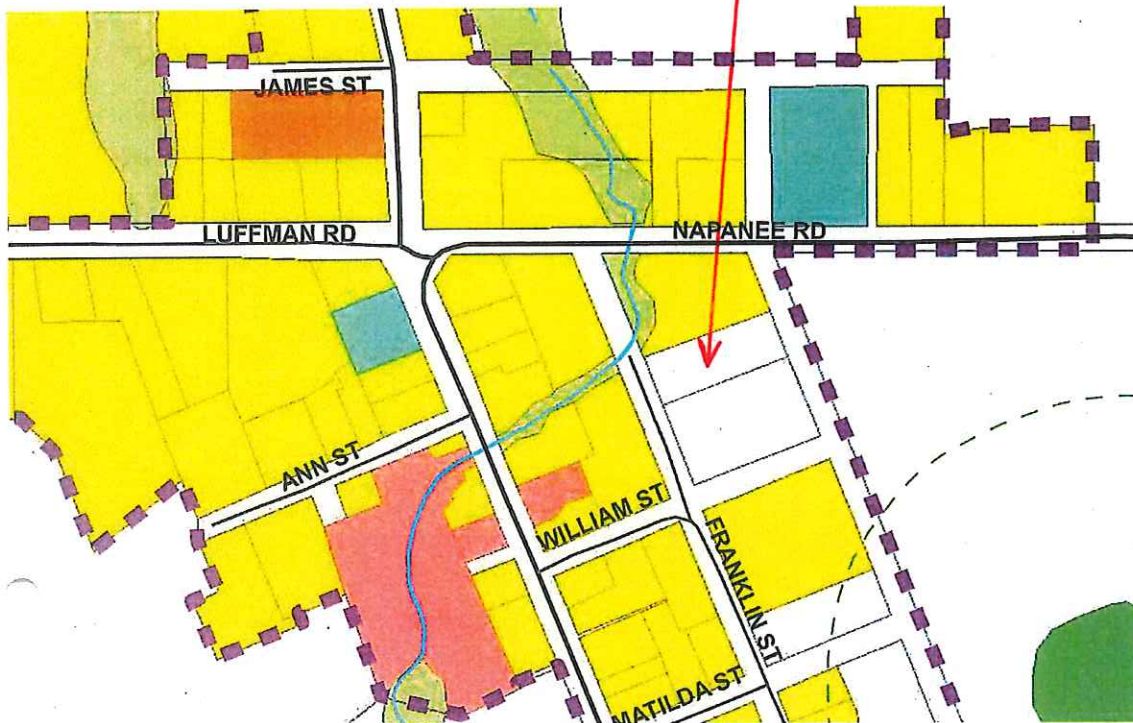 JAMES ST
LUFFMAN RD
NAPANEE RD
ANN ST
WILLIAM ST
FRANKLIN ST
MATILDA ST